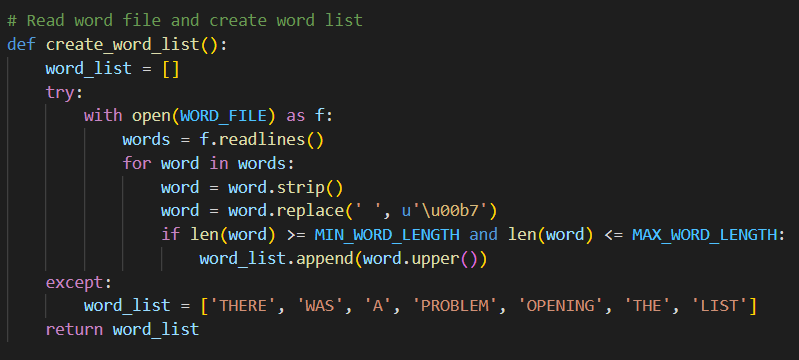 # Read word file and create word list
def create_word_list():
    word_list = []
    try:
        with open(WORD_FILE) as f:
            words = f.readlines()
            for word in words:
                word = word.strip()
                word = word.replace(' ', u'\u00b7')
                if len(word) >= MIN_WORD_LENGTH and len(word) <= MAX_WORD_LENGTH:
                    word_list.append(word.upper())
    except:
        word_list = ['THERE', 'WAS', 'A', 'PROBLEM', 'OPENING', 'THE', 'LIST']
    return word_list